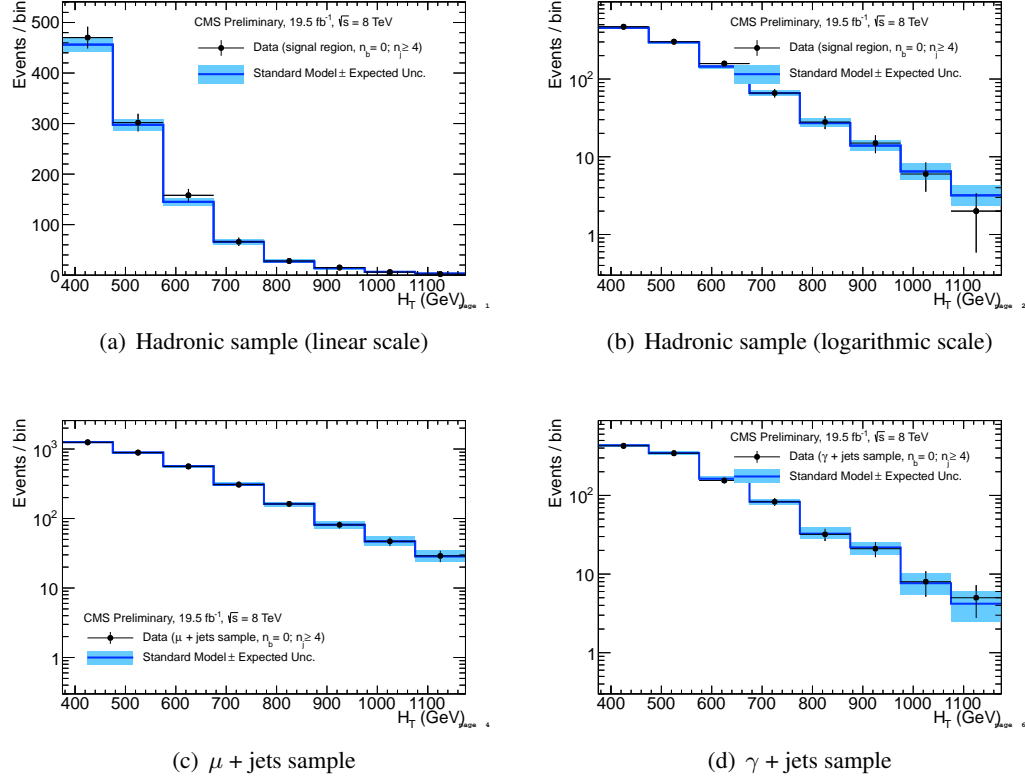 Events / bin
500
400
300
200
100
0
CMS Preliminary, 19.5 fb⁻¹, √s = 8 TeV
Data (signal region, n_b = 0; n_j ≥ 4)
Standard Model ± Expected Unc.
400 500 600 700 800 900 1000 1100
H_T (GeV)
page 1
(a) Hadronic sample (linear scale)
Events / bin
10²
10
1
CMS Preliminary, 19.5 fb⁻¹, √s = 8 TeV
Data (signal region, n_b = 0; n_j ≥ 4)
Standard Model ± Expected Unc.
400 500 600 700 800 900 1000 1100
H_T (GeV)
page 2
(b) Hadronic sample (logarithmic scale)
Events / bin
10³
10²
10
1
CMS Preliminary, 19.5 fb⁻¹, √s = 8 TeV
Data (μ + jets sample, n_b = 0; n_j ≥ 4)
Standard Model ± Expected Unc.
400 500 600 700 800 900 1000 1100
H_T (GeV)
page 4
(c) μ + jets sample
Events / bin
10²
10
1
CMS Preliminary, 19.5 fb⁻¹, √s = 8 TeV
Data (γ + jets sample, n_b = 0; n_j ≥ 4)
Standard Model ± Expected Unc.
400 500 600 700 800 900 1000 1100
H_T (GeV)
page 6
(d) γ + jets sample